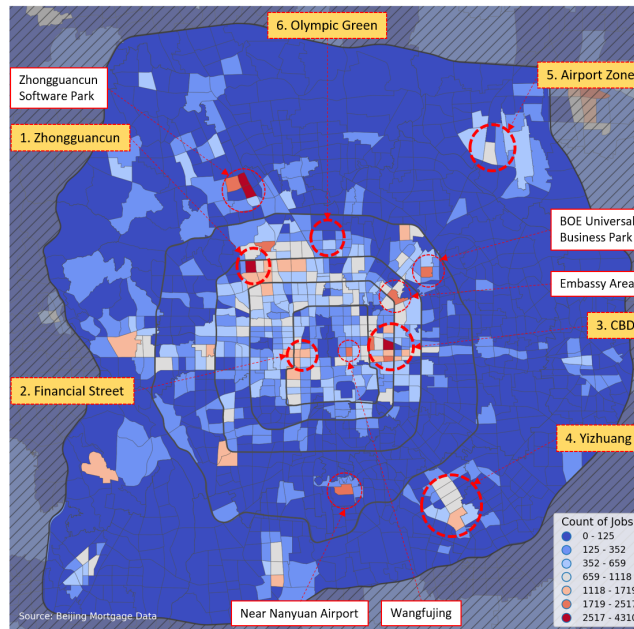 6. Olympic Green
Zhongguancun
Software Park
5. Airport Zone
1. Zhongguancun
BOE Universal
Business Park
Embassy Area
3. CBD
2. Financial Street
4. Yizhuang
Count of Jobs
0 - 125
125 - 352
352 - 659
659 - 1118
1118 - 1719
1719 - 2517
2517 - 4310
Near Nanyuan Airport
Wangfujing
Source: Beijing Mortgage Data